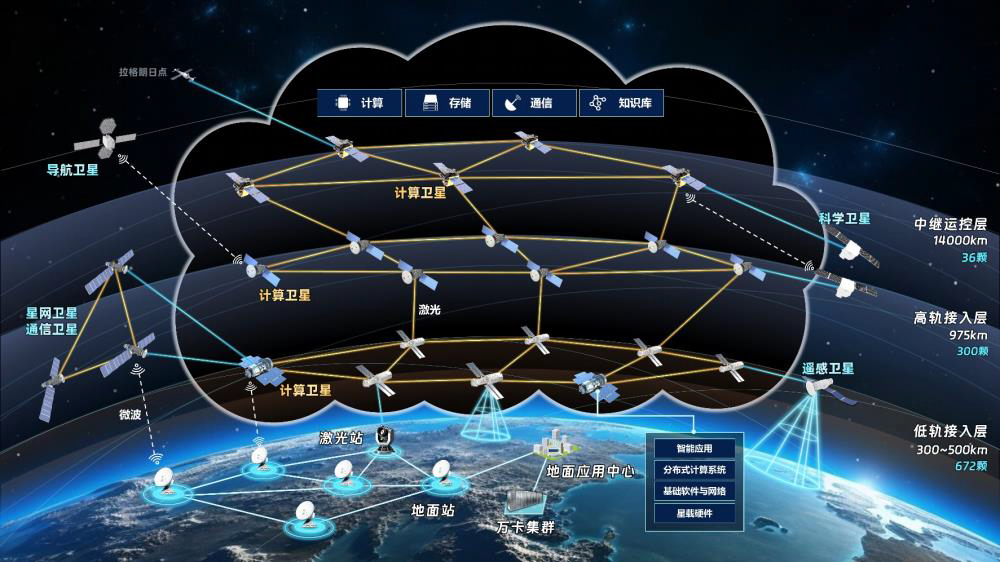 拉格朗日点
计算
存储
通信
知识库
导航卫星
计算卫星
科学卫星
中继运控层
14000km
36颗
计算卫星
激光
星网卫星
通信卫星
高轨接入层
975km
300颗
计算卫星
遥感卫星
微波
激光站
低轨接入层
300~500km
672颗
智能应用
分布式计算系统
基础软件与网络
星载硬件
地面应用中心
地面站
万卡集群